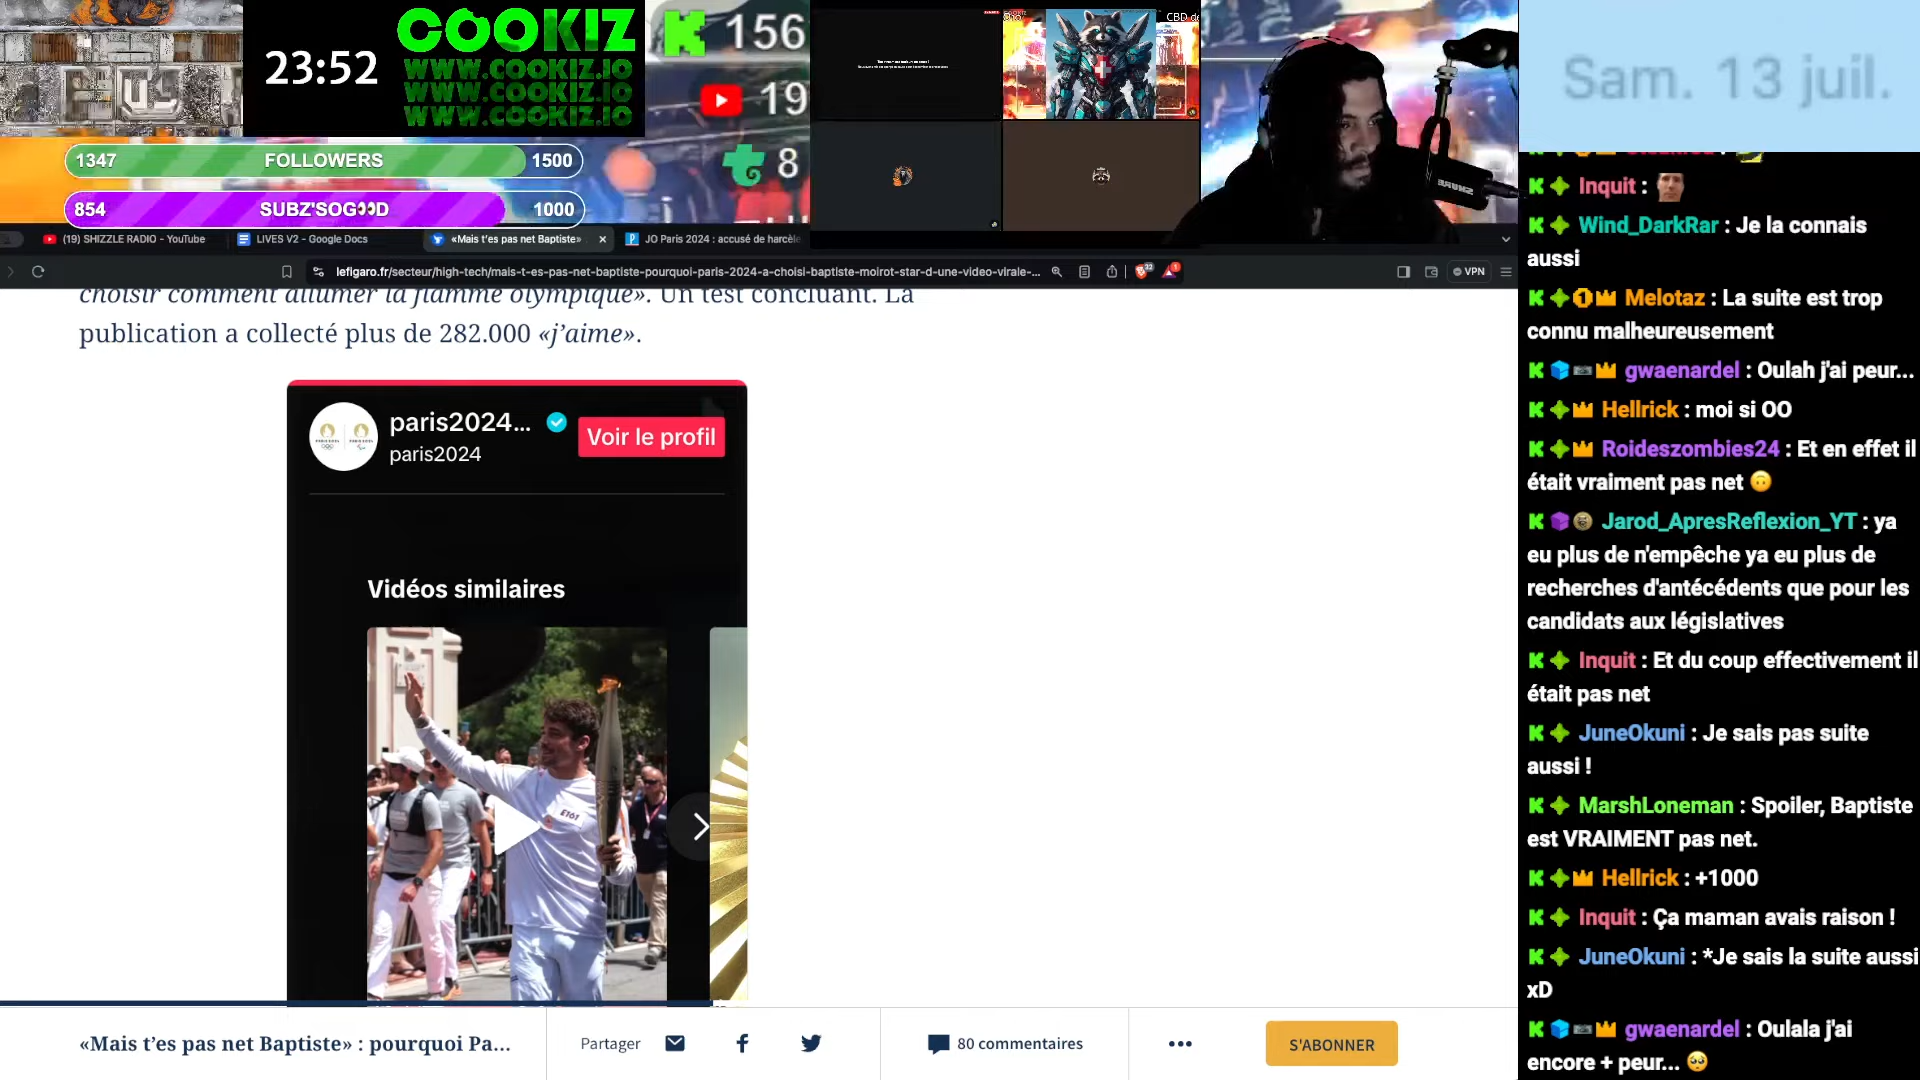 23:52
COOKIZ
WWW.COOKIZ.IO
WWW.COOKIZ.IO
WWW.COOKIZ.IO
156
19
8
1347 FOLLOWERS 1500
854 SUBZ'SOG👀D 1000
CBD de
Sam. 13 juil.
(19) SHIZZLE RADIO - YouTube
LIVES V2 - Google Docs
«Mais t'es pas net Baptiste»
JO Paris 2024 : accusé de harcèle
lefigaro.fr/secteur/high-tech/mais-t-es-pas-net-baptiste-pourquoi-paris-2024-a-choisi-baptiste-moirot-star-d-une-video-virale-...
VPN
choisir comment allumer la flamme olympique». Un test concluant. La
publication a collecté plus de 282.000 «j’aime».
paris2024...
paris2024
Voir le profil
Vidéos similaires
E161
«Mais t’es pas net Baptiste» : pourquoi Pa...
Partager
80 commentaires
S'ABONNER
Inquit :
Wind_DarkRar : Je la connais
aussi
Melotaz : La suite est trop
connu malheureusement
gwaenardel : Oulah j'ai peur...
Hellrick : moi si OO
Roideszombies24 : Et en effet il
était vraiment pas net 🙃
Jarod_ApresReflexion_YT : ya
eu plus de n'empêche ya eu plus de
recherches d'antécédents que pour les
candidats aux législatives
Inquit : Et du coup effectivement il
était pas net
JuneOkuni : Je sais pas suite
aussi !
MarshLoneman : Spoiler, Baptiste
est VRAIMENT pas net.
Hellrick : +1000
Inquit : Ça maman avais raison !
JuneOkuni : *Je sais la suite aussi
xD
gwaenardel : Oulala j'ai
encore + peur... 🥺